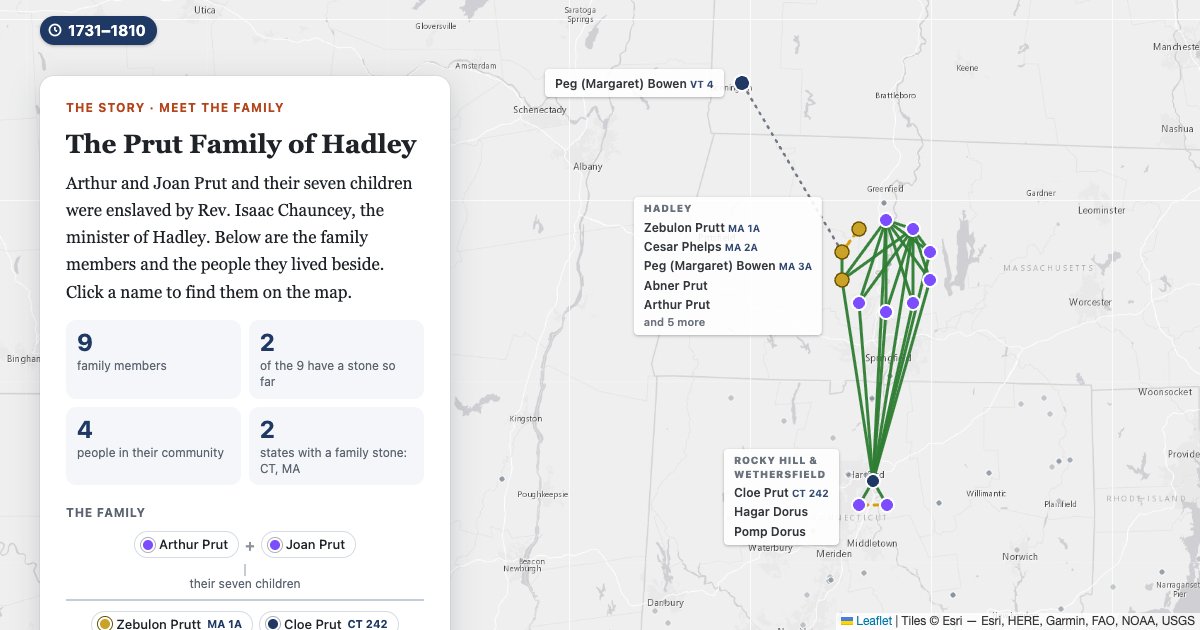 1731–1810
THE STORY · MEET THE FAMILY
The Prut Family of Hadley
Arthur and Joan Prut and their seven children
were enslaved by Rev. Isaac Chauncey, the
minister of Hadley. Below are the family
members and the people they lived beside.
Click a name to find them on the map.
9
family members
2
of the 9 have a stone so
far
4
people in their community
2
states with a family stone:
CT, MA
THE FAMILY
Arthur Prut + Joan Prut
their seven children
Zebulon Prutt MA 1A
Cloe Prut CT 242
Peg (Margaret) Bowen VT 4
HADLEY
Zebulon Prutt MA 1A
Cesar Phelps MA 2A
Peg (Margaret) Bowen MA 3A
Abner Prut
Arthur Prut
and 5 more
ROCKY HILL &
WETHERSFIELD
Cloe Prut CT 242
Hagar Dorus
Pomp Dorus
Utica
Gloversville
Saratoga
Springs
Amsterdam
Schenectady
Albany
Keene
Brattleboro
Manchester
Nashua
Greenfield
Gardner
Leominster
MASSACHUSETTS
Worcester
Springfield
Woonsocket
Kingston
Poughkeepsie
Beacon
Newburgh
Danbury
Waterbury
Meriden
Middletown
Willimantic
Plainfield
Norwich
RHODE ISLAND
Narraganset
Pier
Leaflet | Tiles © Esri — Esri, HERE, Garmin, FAO, NOAA, USGS